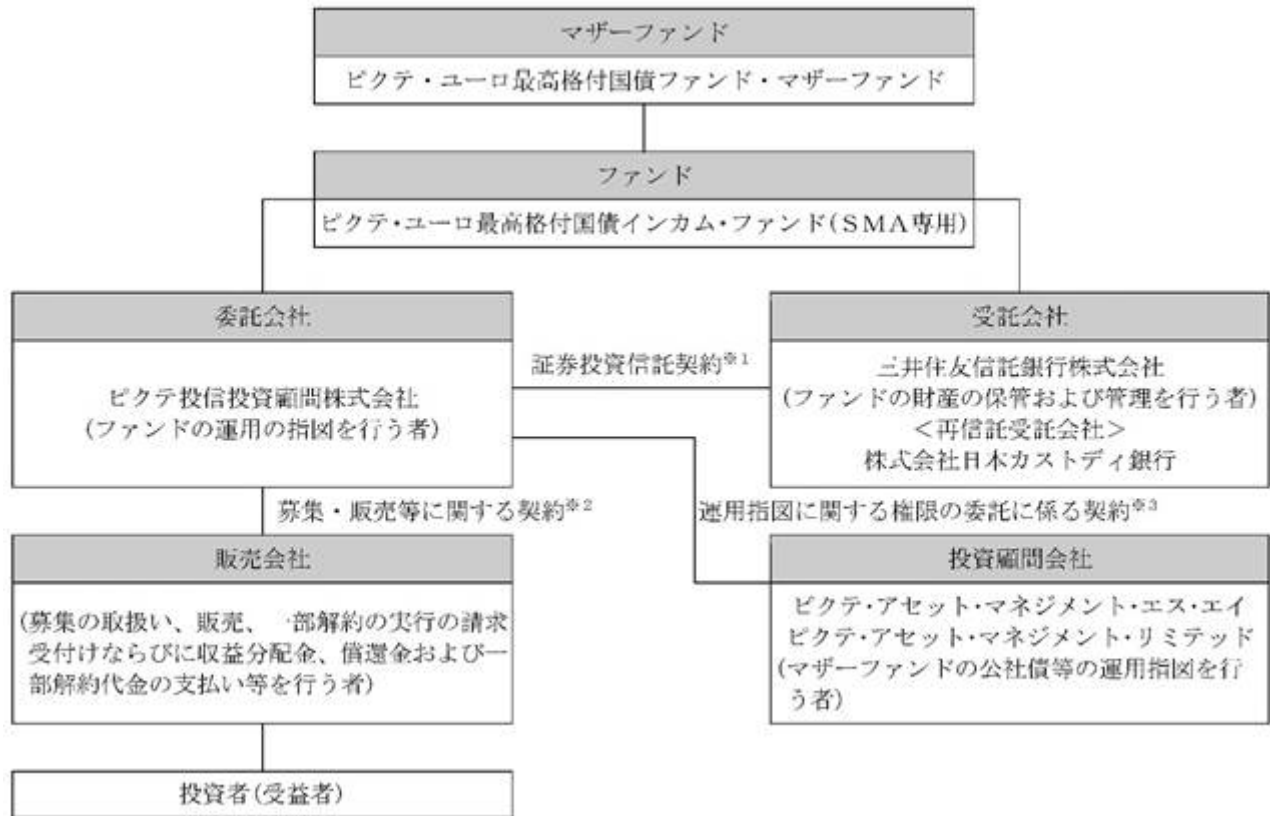 マザーファンド
ピクテ・ユーロ最高格付国債ファンド・マザーファンド
ファンド
ピクテ・ユーロ最高格付国債インカム・ファンド(ＳＭＡ専用)
委託会社
ピクテ投信投資顧問株式会社
(ファンドの運用の指図を行う者)
証券投資信託契約※1
受託会社
三井住友信託銀行株式会社
(ファンドの財産の保管および管理を行う者)
＜再信託受託会社＞
株式会社日本カストディ銀行
募集・販売等に関する契約※2
運用指図に関する権限の委託に係る契約※3
販売会社
(募集の取扱い、販売、一部解約の実行の請求
受付けならびに収益分配金、償還金および一
部解約代金の支払い等を行う者)
投資顧問会社
ピクテ・アセット・マネジメント・エス・エイ
ピクテ・アセット・マネジメント・リミテッド
(マザーファンドの公社債等の運用指図を行
う者)
投資者(受益者)